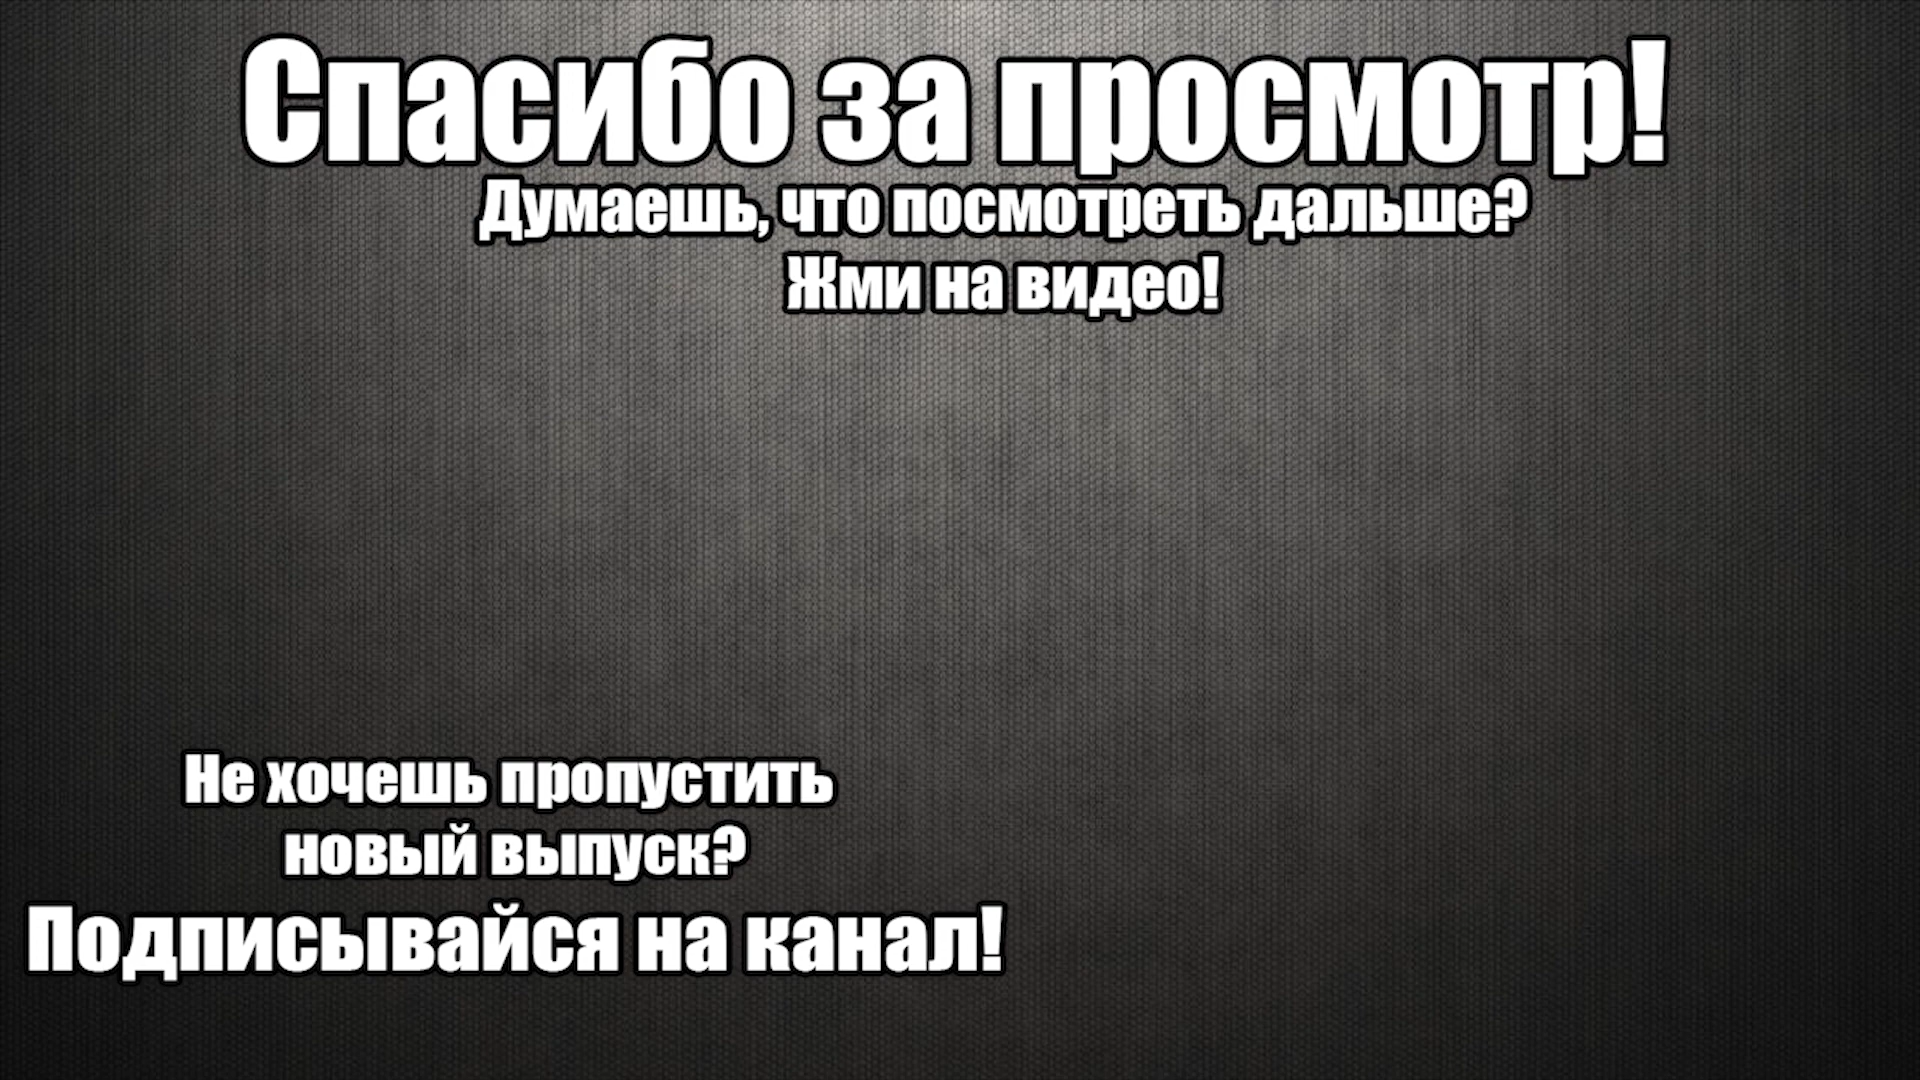 Спасибо за просмотр!
Думаешь, что посмотреть дальше?
Жми на видео!
Не хочешь пропустить
новый выпуск?
Подписывайся на канал!